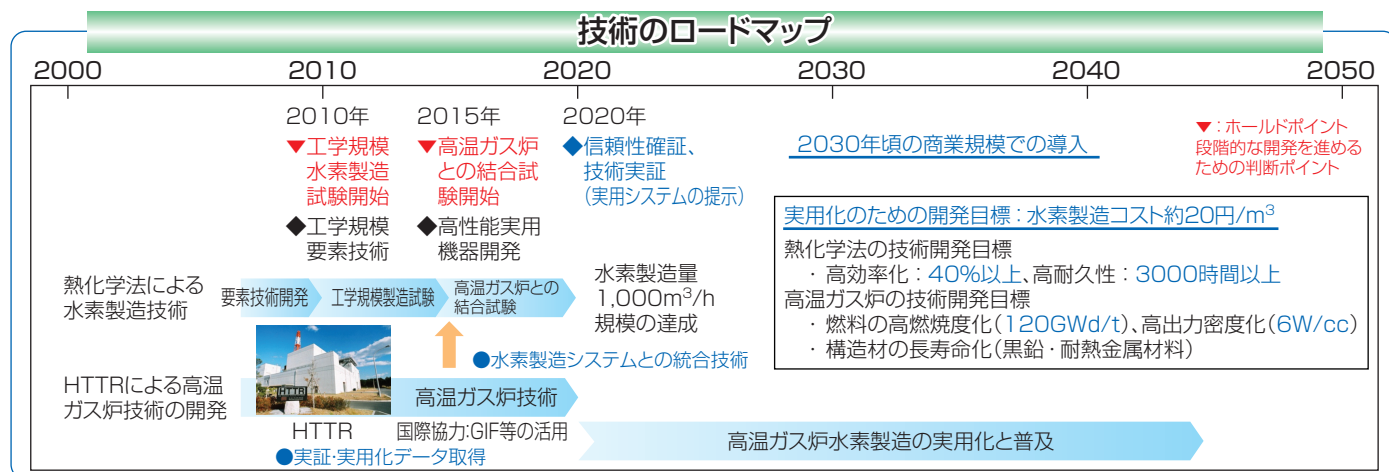 技術のロードマップ
2000 2010 2020 2030 2040 2050
2010年
▼工学規模
水素製造
試験開始
◆工学規模
要素技術
2015年
▼高温ガス炉
との結合試
験開始
◆高性能実用
機器開発
2020年
◆信頼性確証、
技術実証
(実用システムの提示)
2030年頃の商業規模での導入
▼:ホールドポイント
段階的な開発を進める
ための判断ポイント
実用化のための開発目標:水素製造コスト約20円/m³
熱化学法の技術開発目標
・高効率化:40%以上、高耐久性:3000時間以上
高温ガス炉の技術開発目標
・燃料の高燃焼度化(120GWd/t)、高出力密度化(6W/cc)
・構造材の長寿命化(黒鉛・耐熱金属材料)
熱化学法による
水素製造技術
要素技術開発
工学規模製造試験
高温ガス炉との
結合試験
水素製造量
1,000m³/h
規模の達成
●水素製造システムとの統合技術
HTTRによる高温
ガス炉技術の開発
HTTR
高温ガス炉技術
HTTR
国際協力:GIF等の活用
●実証・実用化データ取得
高温ガス炉水素製造の実用化と普及